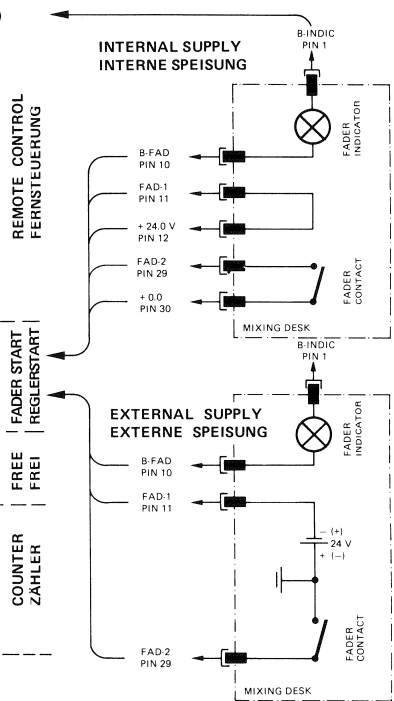 INTERNAL SUPPLY
INTERNE SPEISUNG
B-INDIC
PIN 1
FADER
INDICATOR
B-FAD
PIN 10
FAD-1
PIN 11
+ 24.0 V
PIN 12
FAD-2
PIN 29
+ 0.0
PIN 30
FADER
CONTACT
MIXING DESK
REMOTE CONTROL
FERNSTEUERUNG
FADER START
REGLERSTART
FREE
FREI
COUNTER
ZÄHLER
B-INDIC
PIN 1
EXTERNAL SUPPLY
EXTERNE SPEISUNG
FADER
INDICATOR
B-FAD
PIN 10
FAD-1
PIN 11
– (+)
24 V
+ (–)
FAD-2
PIN 29
FADER
CONTACT
MIXING DESK